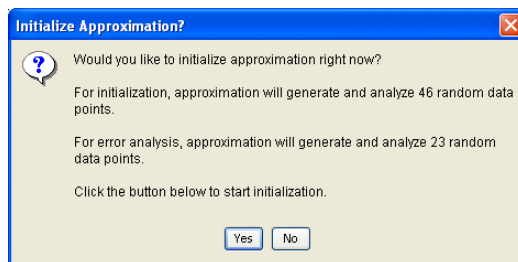 Initialize Approximation?
Would you like to initialize approximation right now?
For initialization, approximation will generate and analyze 46 random data
points.
For error analysis, approximation will generate and analyze 23 random
data points.
Click the button below to start initialization.
Yes No